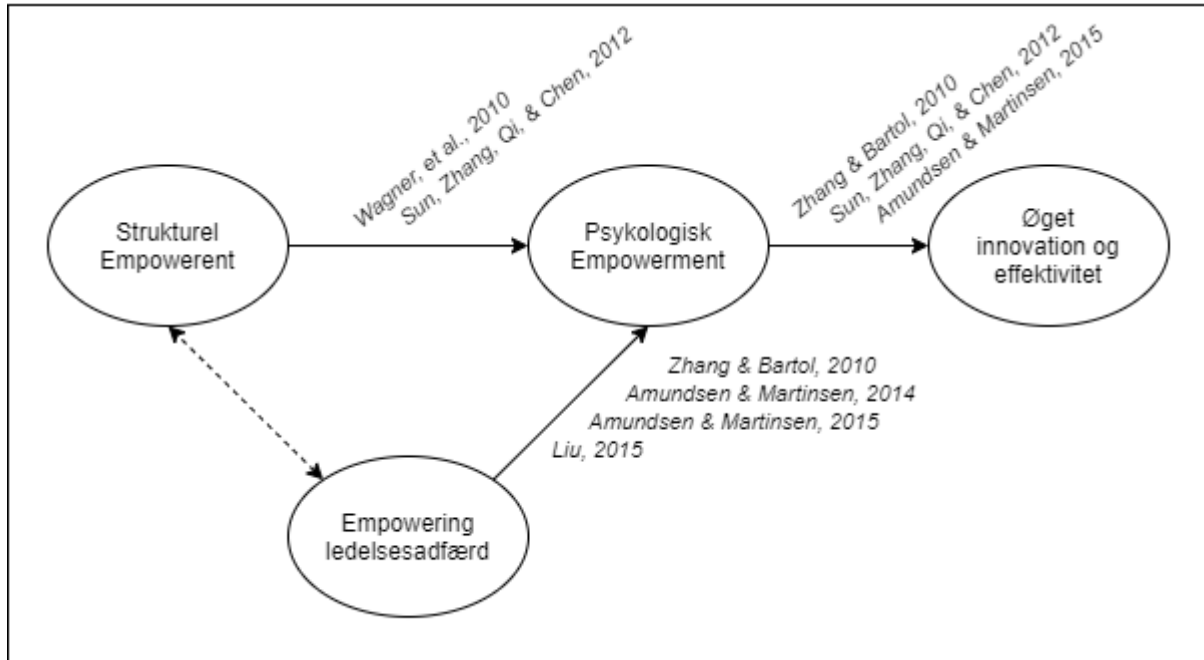 Wagner, et al., 2010
Sun, Zhang, Qi, & Chen, 2012
Zhang & Bartol, 2010
Sun, Zhang, Qi, & Chen, 2012
Amundsen & Martinsen, 2015
Strukturel
Empowerent
Psykologisk
Empowerment
Øget
innovation og
effektivitet
Zhang & Bartol, 2010
Amundsen & Martinsen, 2014
Amundsen & Martinsen, 2015
Liu, 2015
Empowering
ledelsesadfærd